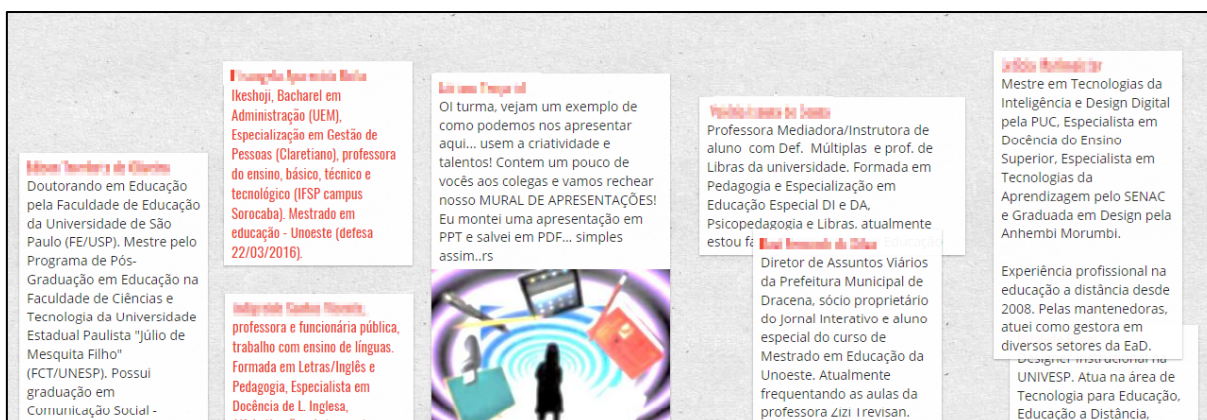 Doutorando em Educação
pela Faculdade de Educação
da Universidade de São
Paulo (FE/USP). Mestre pelo
Programa de Pós-
Graduação em Educação na
Faculdade de Ciências e
Tecnologia da Universidade
Estadual Paulista "Júlio de
Mesquita Filho"
(FCT/UNESP). Possui
graduação em
Comunicação Social -
Ikeshoji, Bacharel em
Administração (UEM),
Especialização em Gestão de
Pessoas (Claretiano), professora
do ensino, básico, técnico e
tecnológico (IFSP campus
Sorocaba). Mestrado em
educação - Unoeste (defesa
22/03/2016).
professora e funcionária pública,
trabalho com ensino de línguas.
Formada em Letras/Inglês e
Pedagogia, Especialista em
Docência de L. Inglesa,
OI turma, vejam um exemplo de
como podemos nos apresentar
aqui... usem a criatividade e
talentos! Contem um pouco de
vocês aos colegas e vamos rechear
nosso MURAL DE APRESENTAÇÕES!
Eu montei uma apresentação em
PPT e salvei em PDF... simples
assim..rs
Professora Mediadora/Instrutora de
aluno com Def. Múltiplas e prof. de
Libras da universidade. Formada em
Pedagogia e Especialização em
Educação Especial DI e DA,
Psicopedagogia e Libras. atualmente
estou
Diretor de Assuntos Viários
da Prefeitura Municipal de
Dracena, sócio proprietário
do Jornal Interativo e aluno
especial do curso de
Mestrado em Educação da
Unoeste. Atualmente
frequentando as aulas da
professora Zizi Trevisan.
Mestre em Tecnologias da
Inteligência e Design Digital
pela PUC, Especialista em
Docência do Ensino
Superior, Especialista em
Tecnologias da
Aprendizagem pelo SENAC
e Graduada em Design pela
Anhembi Morumbi.
Experiência profissional na
educação a distância desde
2008. Pelas mantenedoras,
atuei como gestora em
diversos setores da EaD.
Designer Instrucional na
UNIVESP. Atua na área de
Tecnologia para Educação,
Educação a Distância,